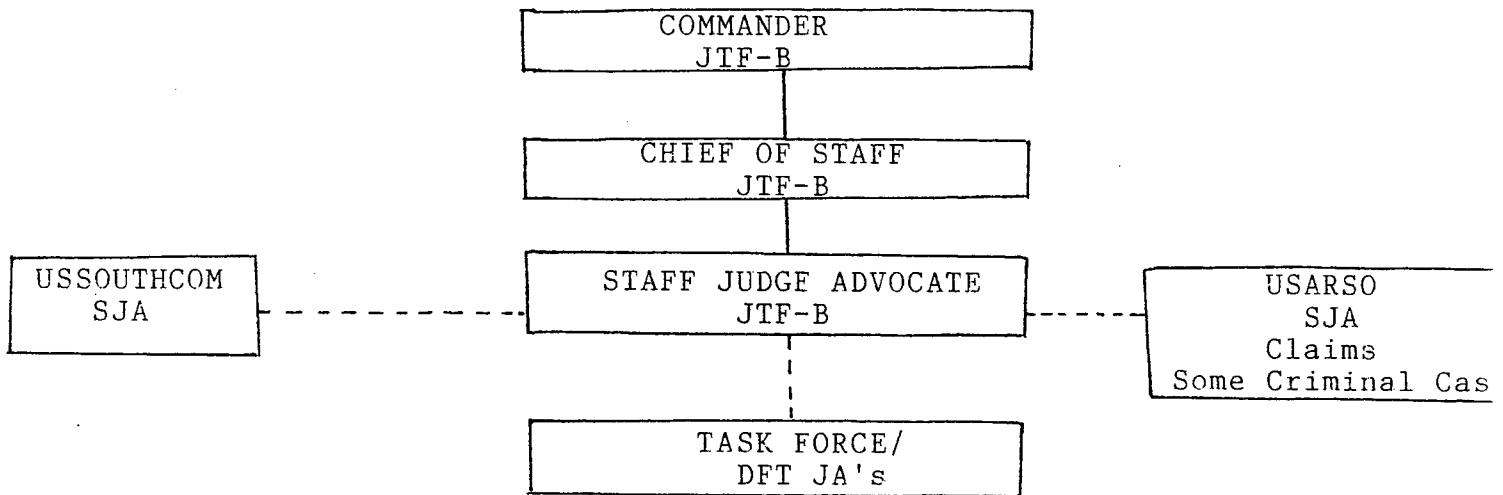 COMMANDER
JTF-B
CHIEF OF STAFF
JTF-B
STAFF JUDGE ADVOCATE
JTF-B
USSOUTHCOM
SJA
USARSO
SJA
Claims
Some Criminal Cas
TASK FORCE/
DFT JA's